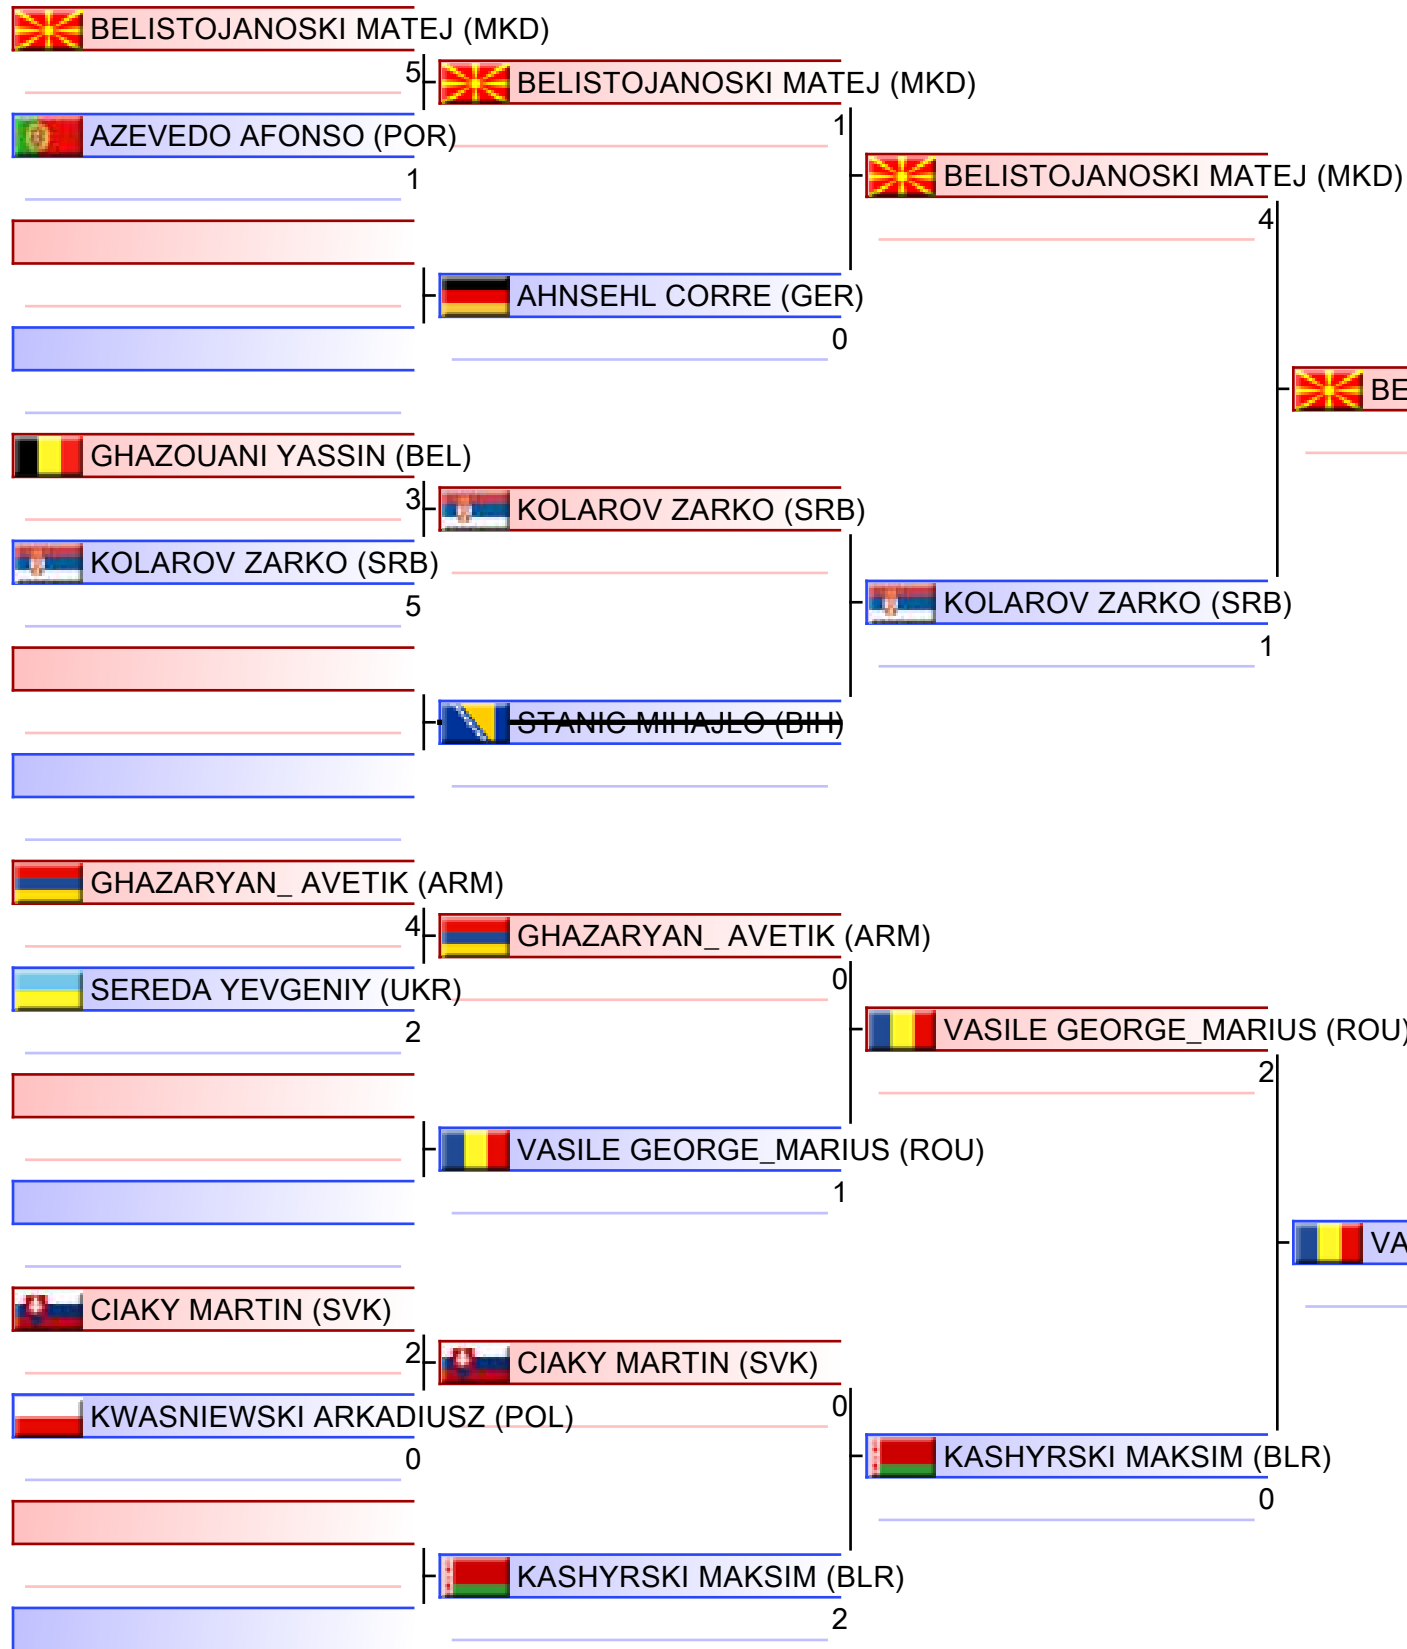 BELISTOJANOSKI MATEJ (MKD)
5
AZEVEDO AFONSO (POR)
1
GHAZOUANI YASSIN (BEL)
3
KOLAROV ZARKO (SRB)
5
GHAZARYAN_ AVETIK (ARM)
4
SEREDA YEVGENIY (UKR)
2
CIAKY MARTIN (SVK)
2
KWASNIEWSKI ARKADIUSZ (POL)
0
BELISTOJANOSKI MATEJ (MKD)
1
AHNSEHL CORRE (GER)
0
KOLAROV ZARKO (SRB)
STANIC MIHAJLO (BIH)
GHAZARYAN_ AVETIK (ARM)
0
VASILE GEORGE_MARIUS (ROU)
1
CIAKY MARTIN (SVK)
0
KASHYRSKI MAKSIM (BLR)
2
BELISTOJANOSKI MATEJ (MKD)
4
KOLAROV ZARKO (SRB)
1
VASILE GEORGE_MARIUS (ROU)
2
KASHYRSKI MAKSIM (BLR)
0
BE
VA